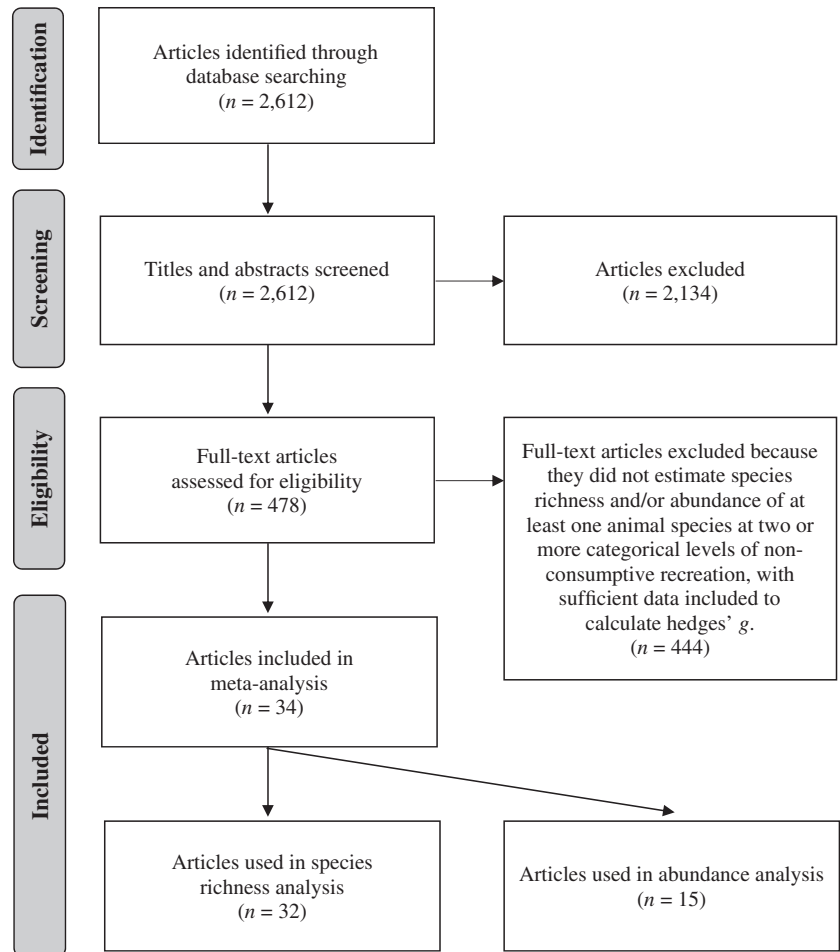 Identification
Articles identified through
database searching
(n = 2,612)
Screening
Titles and abstracts screened
(n = 2,612)
Articles excluded
(n = 2,134)
Eligibility
Full-text articles
assessed for eligibility
(n = 478)
Full-text articles excluded because
they did not estimate species
richness and/or abundance of at
least one animal species at two or
more categorical levels of non-
consumptive recreation, with
sufficient data included to
calculate hedges’ g.
(n = 444)
Included
Articles included in
meta-analysis
(n = 34)
Articles used in species
richness analysis
(n = 32)
Articles used in abundance analysis
(n = 15)